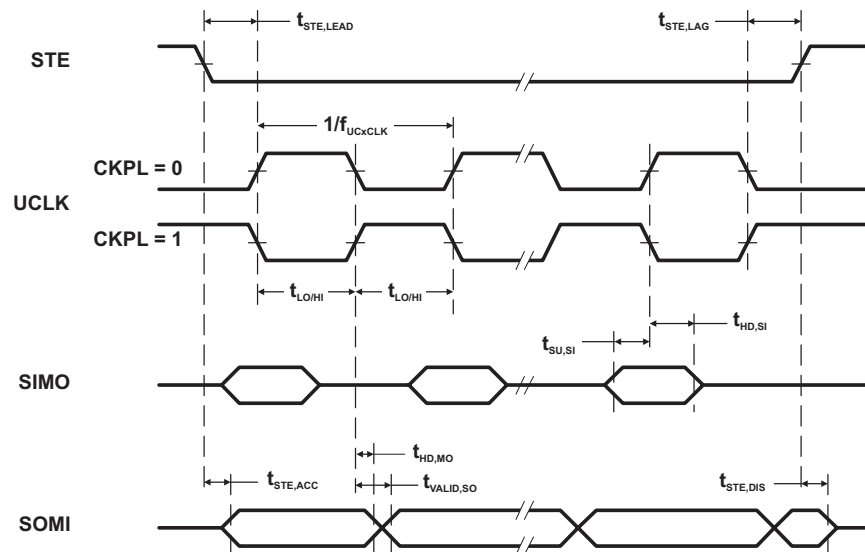 tSTE,LEAD
tSTE,LAG
STE
1/fUCxCLK
CKPL = 0
UCLK
CKPL = 1
tLO/HI
tLO/HI
tHD,SI
tSU,SI
SIMO
tHD,MO
tSTE,ACC
tVALID,SO
tSTE,DIS
SOMI